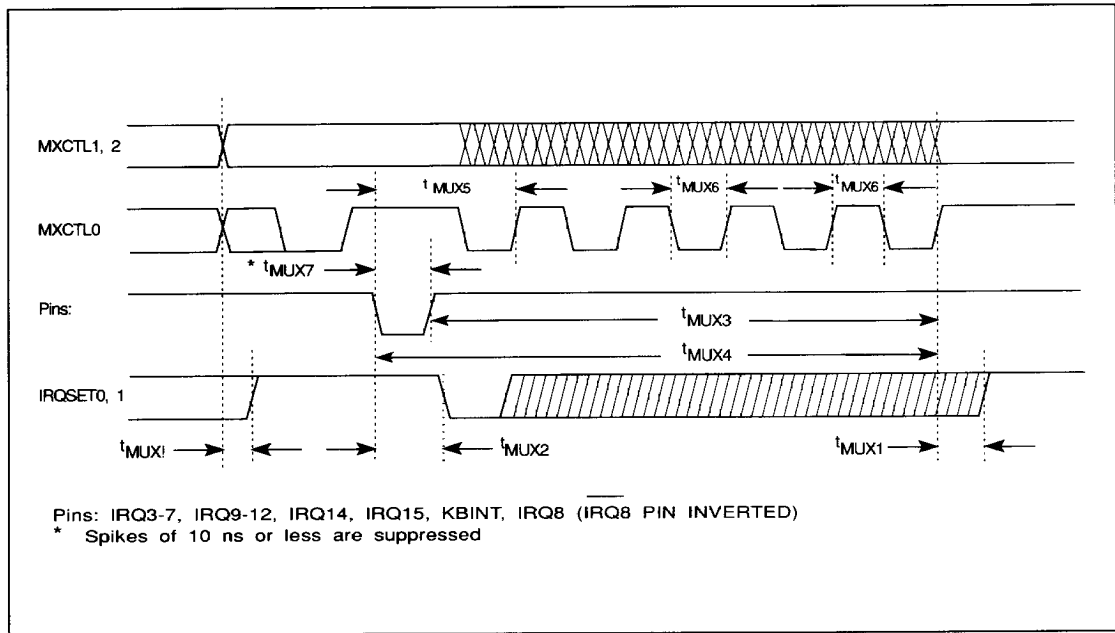 MXCTL1, 2
t MUX5
tMUX6
tMUX6
MXCTL0
* tMUX7
Pins:
tMUX3
tMUX4
IRQSET0, 1
tMUX!
tMUX2
tMUX1
Pins: IRQ3-7, IRQ9-12, IRQ14, IRQ15, KBINT, IRQ8 (I̅R̅Q̅8̅ PIN INVERTED)
* Spikes of 10 ns or less are suppressed